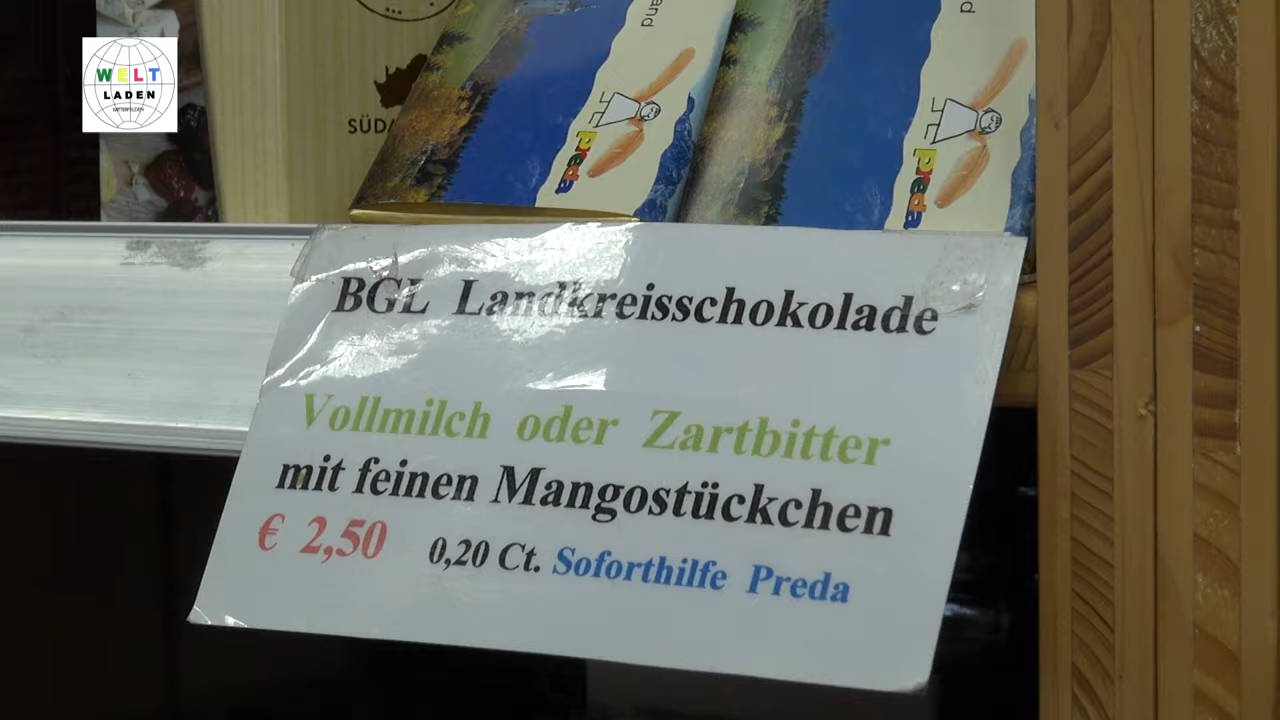 WELT
LADEN
SÜDA
and
d
preda
preda
BGL Landkreisschokolade
Vollmilch oder Zartbitter
mit feinen Mangostückchen
€ 2,50 0,20 Ct. Soforthilfe Preda